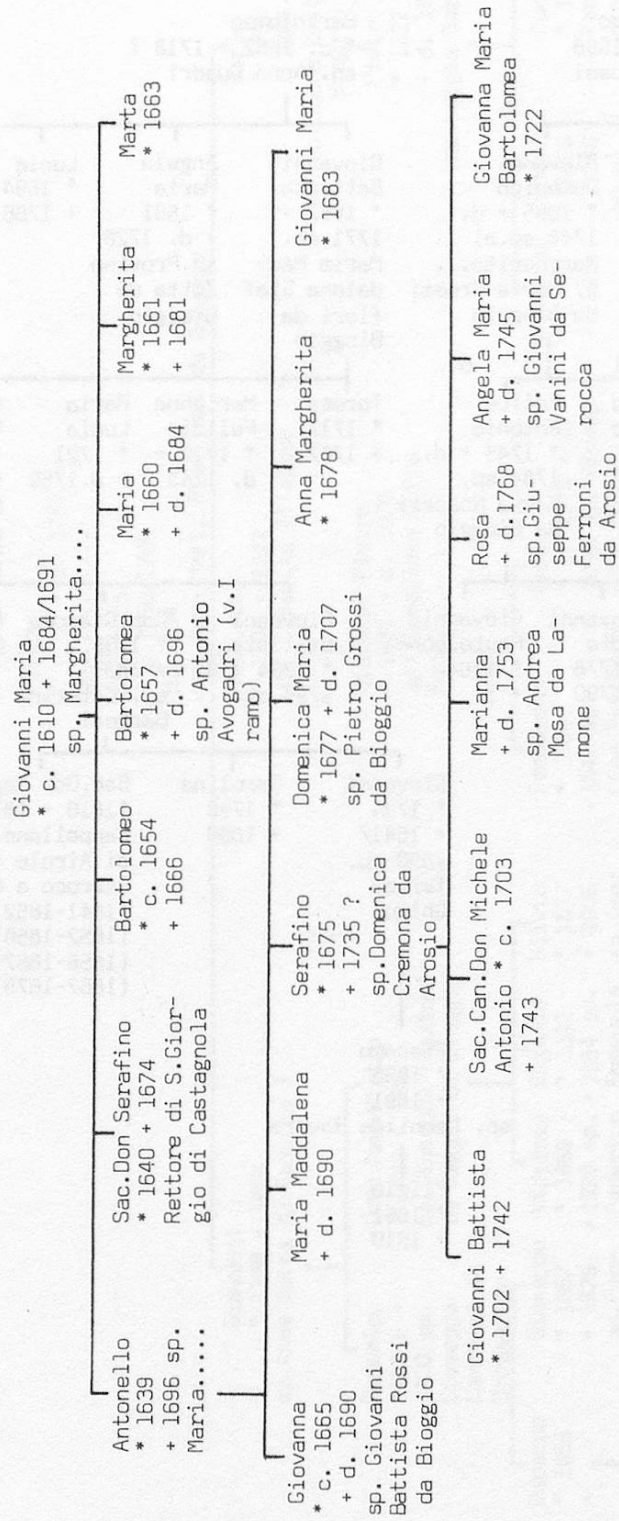 Giovanni Maria
* c. 1610 + 1684/1691
sp. Margherita....
Antonello
* 1639
+ 1696 sp.
Maria.....
Sac.Don Serafino
* 1640 + 1674
Rettore di S.Gior-
gio di Castagnola
Bartolomeo
* c. 1654
+ 1666
Bartolomea
* 1657
+ d. 1696
sp. Antonio
Avogadri (v.I
ramo)
Maria
* 1660
+ d. 1684
Margherita
* 1661
+ 1681
Marta
* 1663
Giovanna
* c. 1665
+ d. 1690
sp. Giovanni
Battista Rossi
da Bioggio
Maria Maddalena
+ d. 1690
Serafino
* 1675
+ 1735 ?
sp.Domenica
Cremona da
Arosio
Domenica Maria
* 1677 + d. 1707
sp. Pietro Grossi
da Bioggio
Anna Margherita
* 1678
Giovanni Maria
* 1683
Giovanni Battista
* 1702 + 1742
Sac.Can.Don Michele
Antonio * c. 1703
+ 1743
Marianna
+ d. 1753
sp. Andrea
Mosa da La-
mone
Rosa
+ d.1768
sp.Giu
seppe
Ferroni
da Arosio
Angela Maria
+ d. 1745
sp. Giovanni
Vanini da Se-
rocca
Giovanna Maria
Bartolomea
* 1722